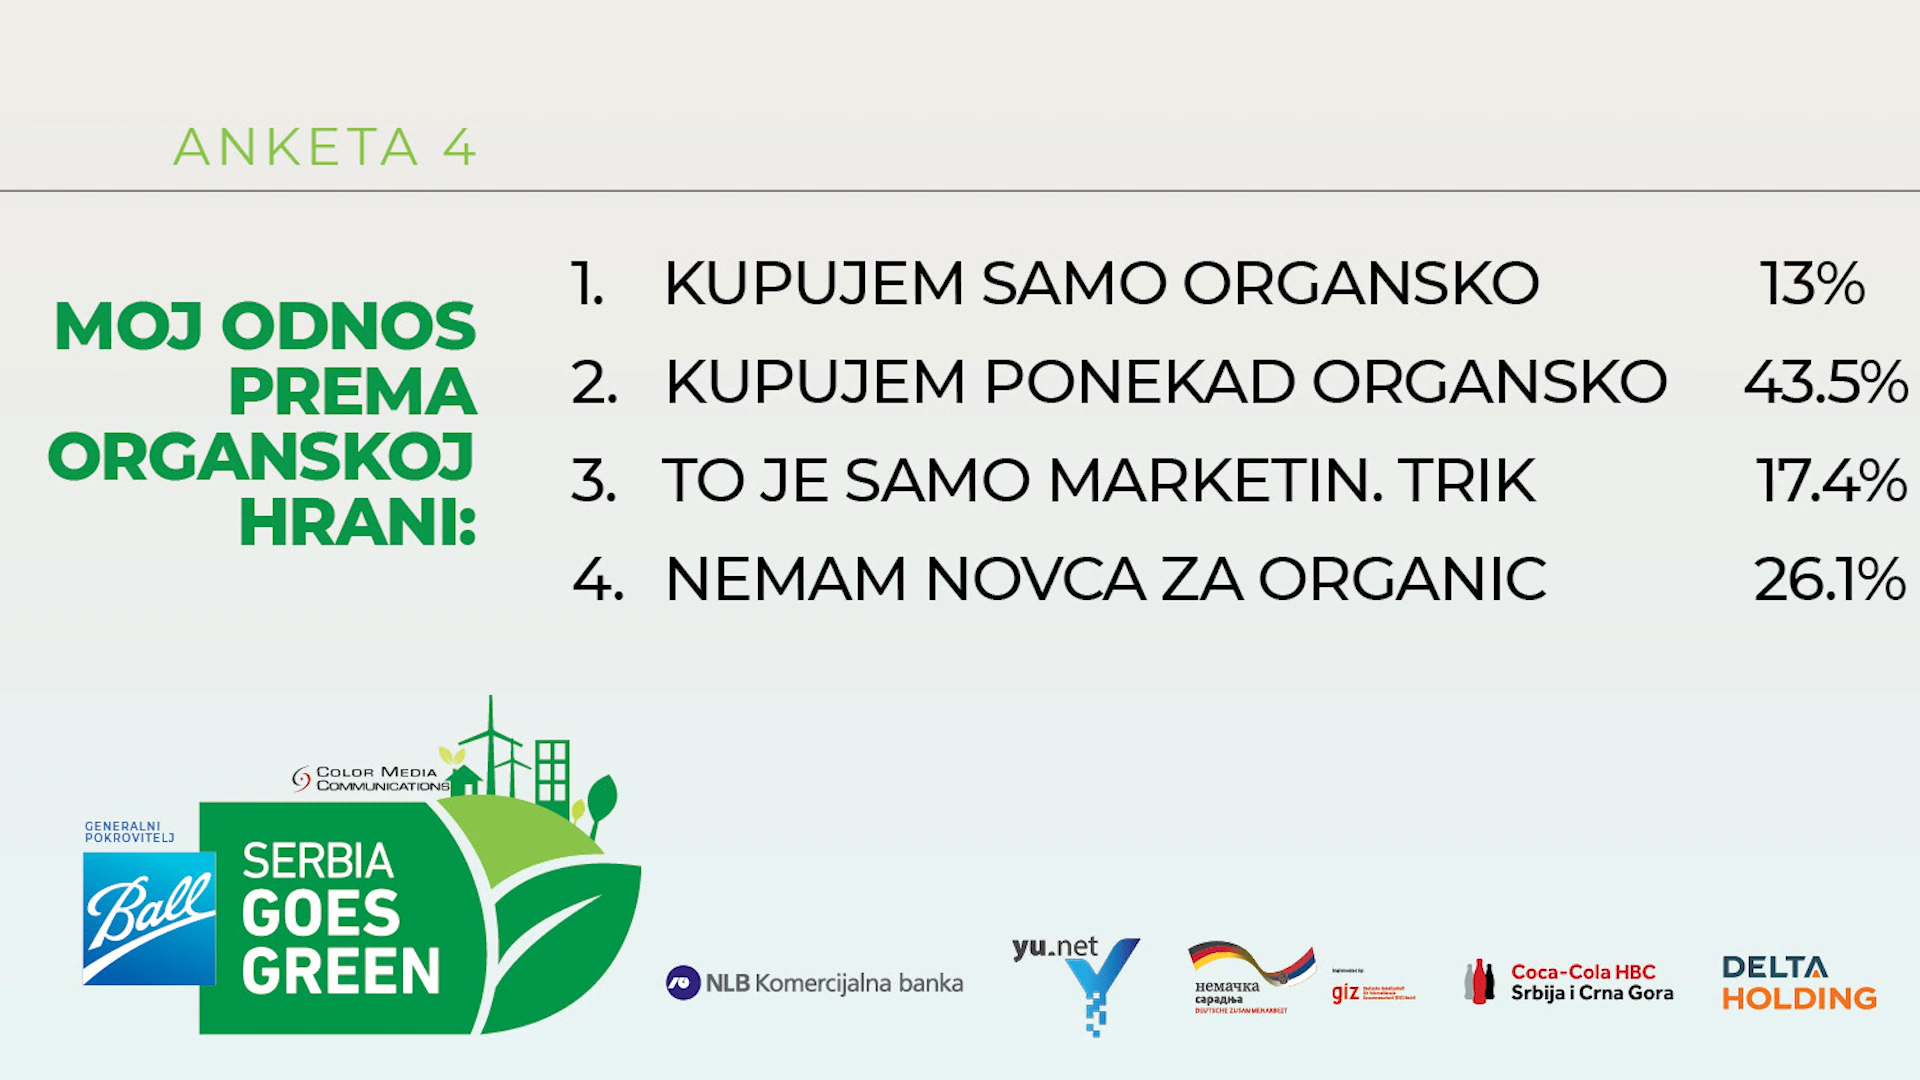 ANKETA 4
MOJ ODNOS
PREMA
ORGANSKOJ
HRANI:
1. KUPUJEM SAMO ORGANSKO 13%
2. KUPUJEM PONEKAD ORGANSKO 43.5%
3. TO JE SAMO MARKETIN. TRIK 17.4%
4. NEMAM NOVCA ZA ORGANIC 26.1%
COLOR MEDIA
COMMUNICATIONS
GENERALNI
POKROVITELJ
Ball
SERBIA
GOES
GREEN
NLB Komercijalna banka
yu.net
немачка
сарадња
DEUTSCHE ZUSAMMENARBEIT
Implemented by:
giz
Coca-Cola HBC
Srbija i Crna Gora
DELTA
HOLDING